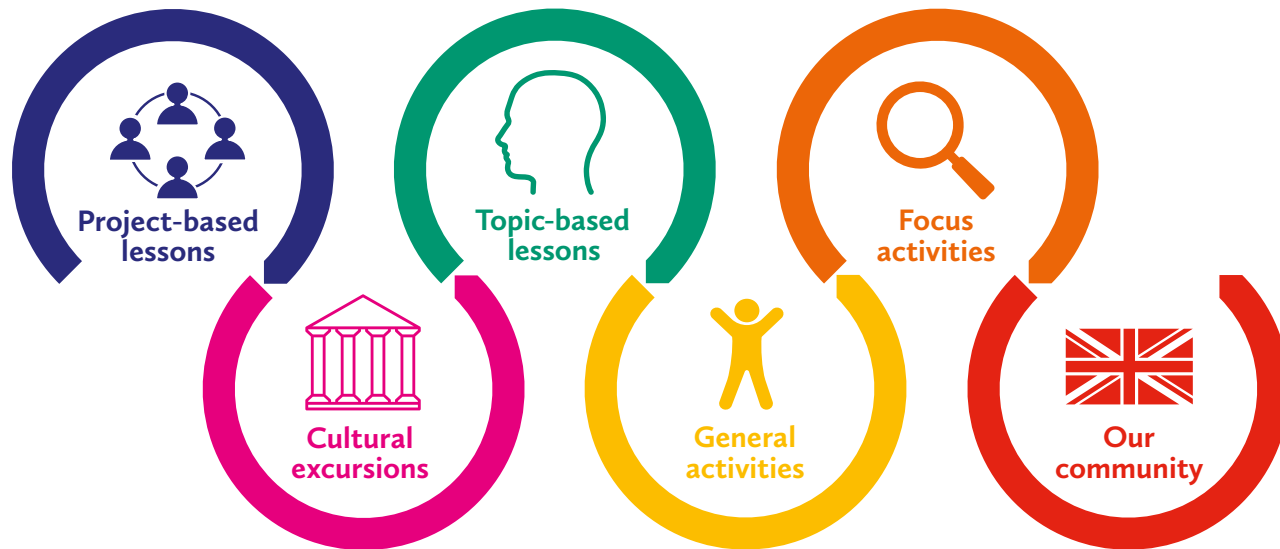 Project-based
lessons
Cultural
excursions
Topic-based
lessons
General
activities
Focus
activities
Our
community